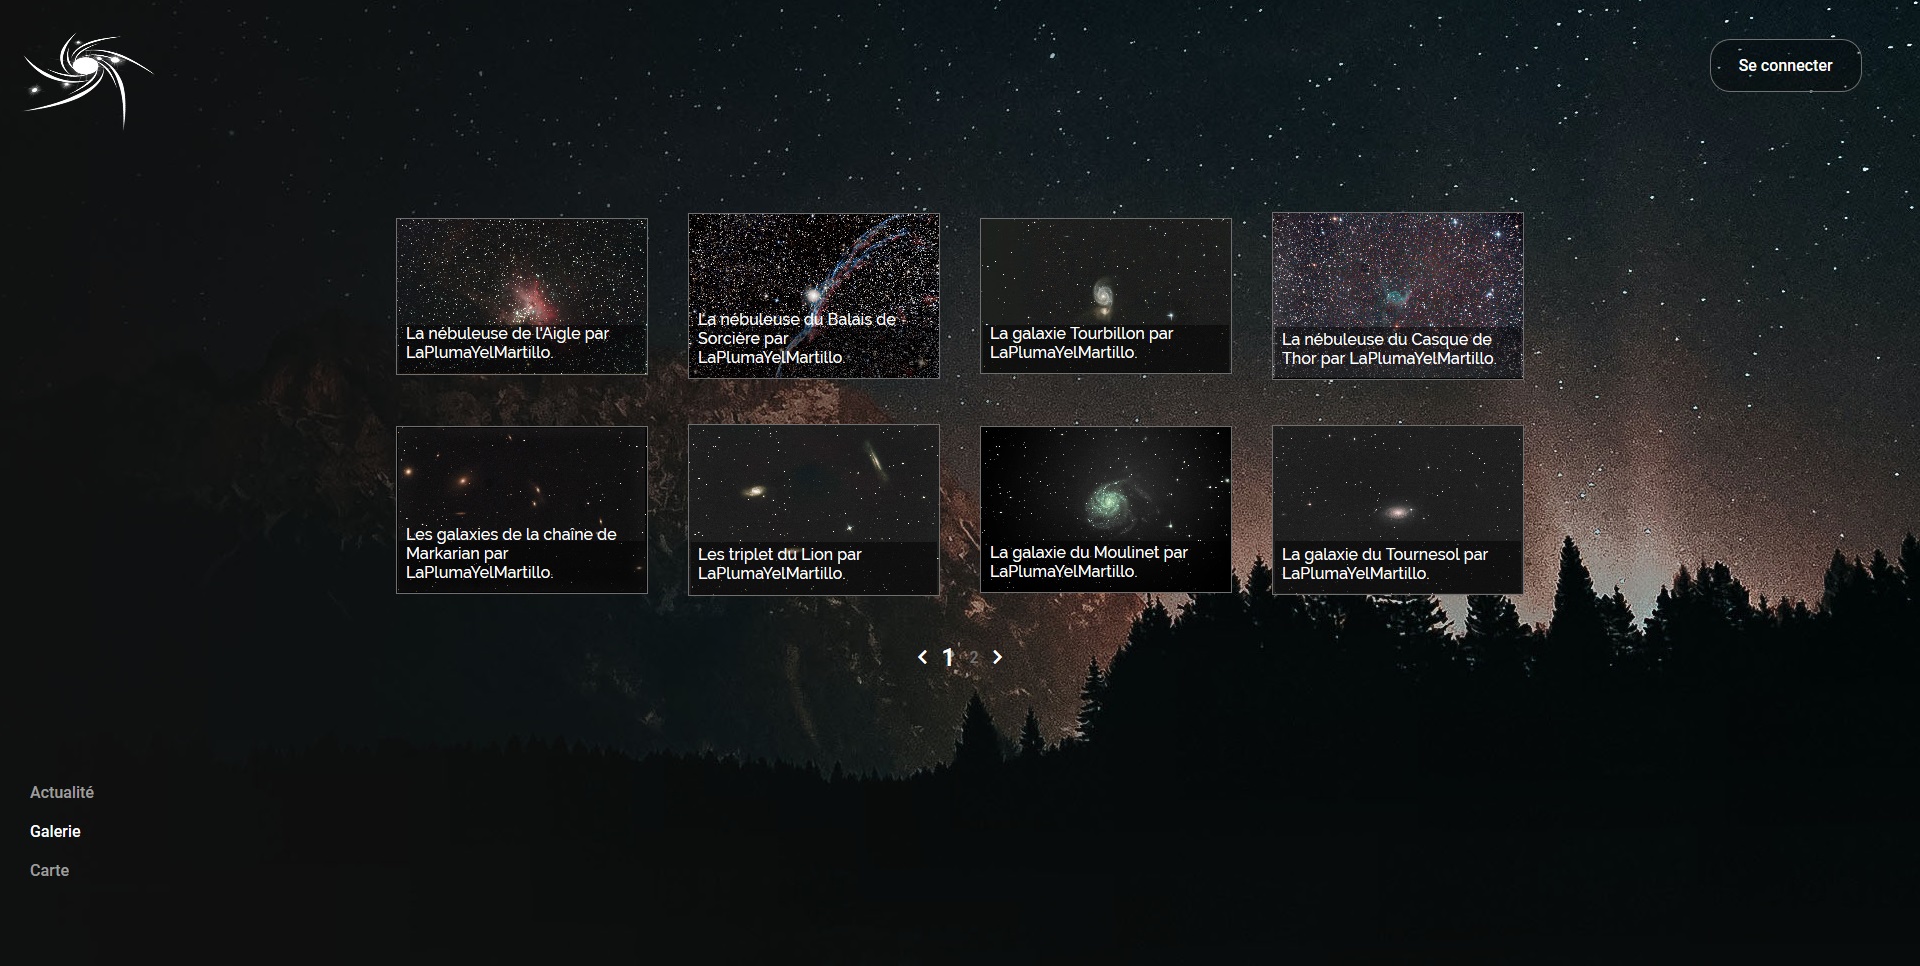 Se connecter
La nébuleuse de l'Aigle par
LaPlumaYelMartillo.
La nébuleuse du Balais de
Sorcière par
LaPlumaYelMartillo.
La galaxie Tourbillon par
LaPlumaYelMartillo.
La nébuleuse du Casque de
Thor par LaPlumaYelMartillo.
Les galaxies de la chaîne de
Markarian par
LaPlumaYelMartillo.
Les triplet du Lion par
LaPlumaYelMartillo.
La galaxie du Moulinet par
LaPlumaYelMartillo.
La galaxie du Tournesol par
LaPlumaYelMartillo.
1 2
Actualité
Galerie
Carte